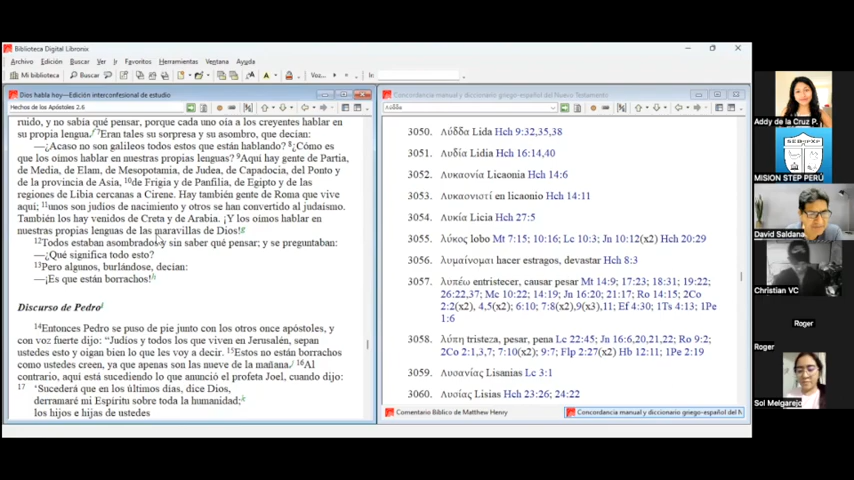 Biblioteca Digital Libronix
Archivo Edición Buscar Ver Ir Favoritos Herramientas Ventana Ayuda
Mi biblioteca Buscar Voz... In:
Dios habla hoy—Edición interconfesional de estudio
Hechos de los Apóstoles 2.6
ruido, y no sabía qué pensar, porque cada uno oía a los creyentes hablar en
su propia lengua. 7Eran tales su sorpresa y su asombro, que decían:
—¿Acaso no son galileos todos estos que están hablando? 8¿Cómo es
que los oímos hablar en nuestras propias lenguas? 9Aquí hay gente de Partia,
de Media, de Elam, de Mesopotamia, de Judea, de Capadocia, del Ponto y
de la provincia de Asia, 10de Frigia y de Panfilia, de Egipto y de las
regiones de Libia cercanas a Cirene. Hay también gente de Roma que vive
aquí; 11unos son judíos de nacimiento y otros se han convertido al judaísmo.
También los hay venidos de Creta y de Arabia. ¡Y los oímos hablar en
nuestras propias lenguas de las maravillas de Dios!g
12Todos estaban asombrados y sin saber qué pensar; y se preguntaban:
—¿Qué significa todo esto?
13Pero algunos, burlándose, decían:
—¡Es que están borrachos!h
Discurso de Pedro
14Entonces Pedro se puso de pie junto con los otros once apóstoles, y
con voz fuerte dijo: “Judíos y todos los que viven en Jerusalén, sepan
ustedes esto y oigan bien lo que les voy a decir. 15Estos no están borrachos
como ustedes creen, ya que apenas son las nueve de la mañana. 16Al
contrario, aquí está sucediendo lo que anunció el profeta Joel, cuando dijo:
17 ‘Sucederá que en los últimos días, dice Dios,
derramaré mi Espíritu sobre toda la humanidad;k
los hijos e hijas de ustedes
Concordancia manual y diccionario griego-español del Nuevo Testamento
Λύδδα
3050. Λύδδα Lida Hch 9:32,35,38
3051. Λυδία Lidia Hch 16:14,40
3052. Λυκαονία Licaonia Hch 14:6
3053. Λυκαονιστί en licaonio Hch 14:11
3054. Λυκία Licia Hch 27:5
3055. λύκος lobo Mt 7:15; 10:16; Lc 10:3; Jn 10:12(x2) Hch 20:29
3056. λυμαίνομαι hacer estragos, devastar Hch 8:3
3057. λυπέω entristecer, causar pesar Mt 14:9; 17:23; 18:31; 19:22;
26:22,37; Mc 10:22; 14:19; Jn 16:20; 21:17; Ro 14:15; 2Co
2:2(x2), 4,5(x2); 6:10; 7:8(x2),9(x3),11; Ef 4:30; 1Ts 4:13; 1Pe
1:6
3058. λύπη tristeza, pesar, pena Lc 22:45; Jn 16:6,20,21,22; Ro 9:2;
2Co 2:1,3,7; 7:10(x2); 9:7; Flp 2:27(x2) Hb 12:11; 1Pe 2:19
3059. Λυσανίας Lisanias Lc 3:1
3060. Λυσίας Lisias Hch 23:26; 24:22
Comentario Bíblico de Matthew Henry
Concordancia manual y diccionario griego-español del N
Addy de la Cruz P.
MISION STEP PERÚ
David Saldana
Christian VC
Roger
Roger
Sol Melgarejo